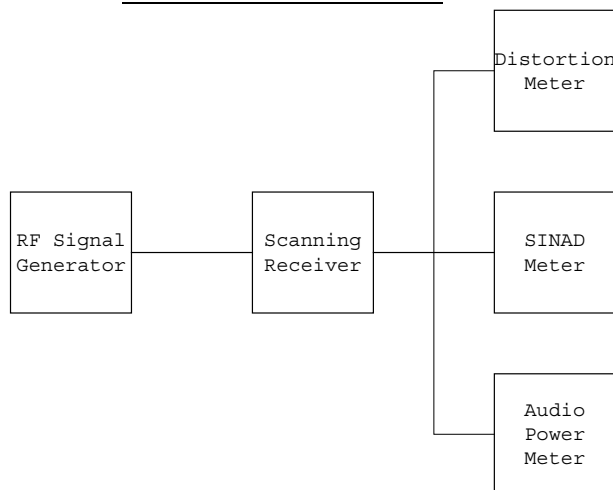 Distortion
Meter
RF Signal
Generator
Scanning
Receiver
SINAD
Meter
Audio
Power
Meter